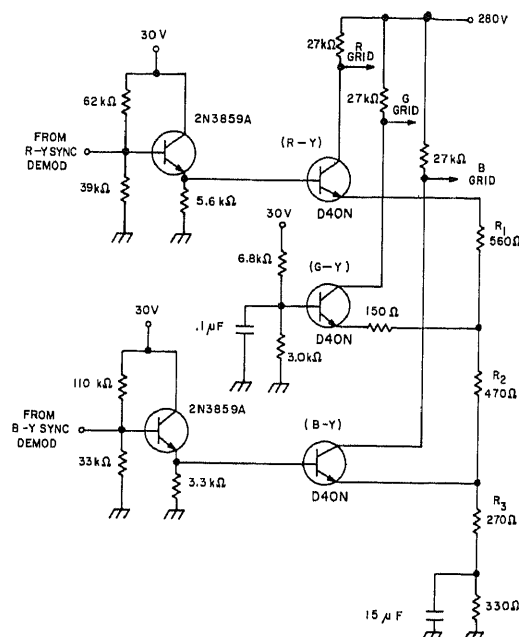 30V
280V
27kΩ
R
GRID
62kΩ
2N3859A
27kΩ
G
GRID
FROM
R-Y SYNC
DEMOD
(R-Y)
27kΩ
B
GRID
39kΩ
5.6kΩ
D40N
R1
560Ω
30V
6.8kΩ
(G-Y)
150Ω
.1μF
3.0kΩ
D40N
30V
R2
470Ω
110 kΩ
2N3859A
FROM
B-Y SYNC
DEMOD
(B-Y)
33kΩ
3.3kΩ
D40N
R3
270Ω
15μF
330Ω